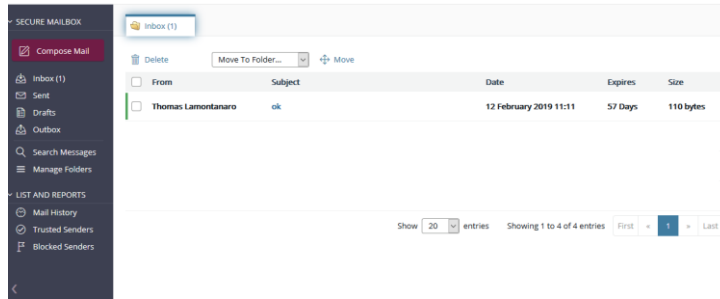 SECURE MAILBOX
Compose Mail
Inbox (1)
Sent
Drafts
Outbox
Search Messages
Manage Folders
LIST AND REPORTS
Mail History
Trusted Senders
Blocked Senders
Inbox (1)
Delete Move To Folder... Move
From Subject Date Expires Size
Thomas Lamontanaro ok 12 February 2019 11:11 57 Days 110 bytes
Show 20 entries Showing 1 to 4 of 4 entries First « 1 » Last